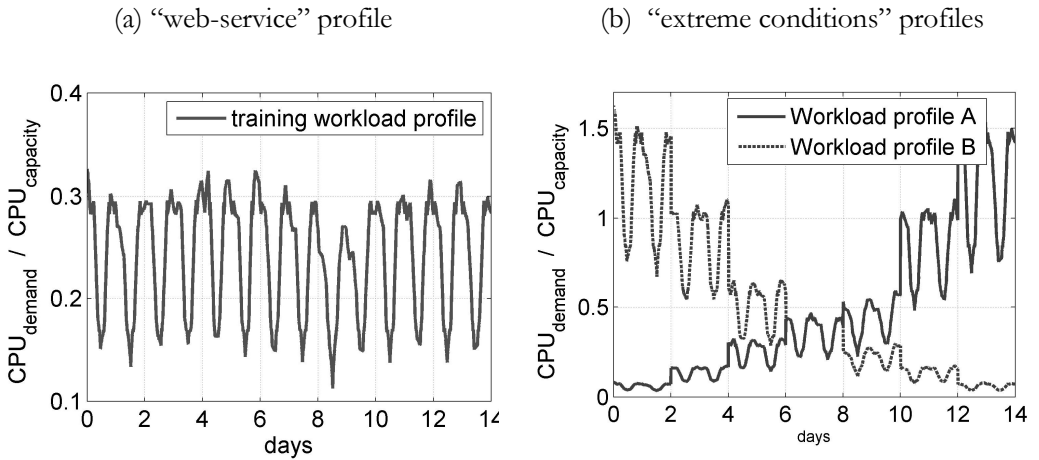 (a) “web-service” profile
0.4
0.3
0.2
0.1
CPUdemand / CPUcapacity
training workload profile
0 2 4 6 8 10 12 14
days
(b) “extreme conditions” profiles
1.5
1
0.5
0
CPUdemand / CPUcapacity
Workload profile A
Workload profile B
0 2 4 6 8 10 12 14
days